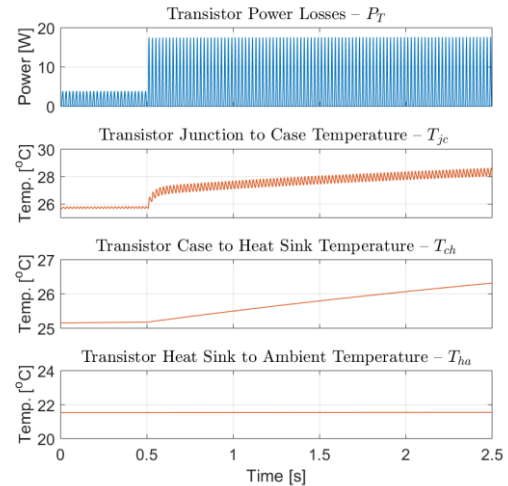 Transistor Power Losses – P_T
Power [W]
20
10
0
Transistor Junction to Case Temperature – T_jc
Temp. [°C]
30
28
26
Transistor Case to Heat Sink Temperature – T_ch
Temp. [°C]
27
26
25
Transistor Heat Sink to Ambient Temperature – T_ha
Temp. [°C]
24
22
20
0 0.5 1 1.5 2 2.5
Time [s]